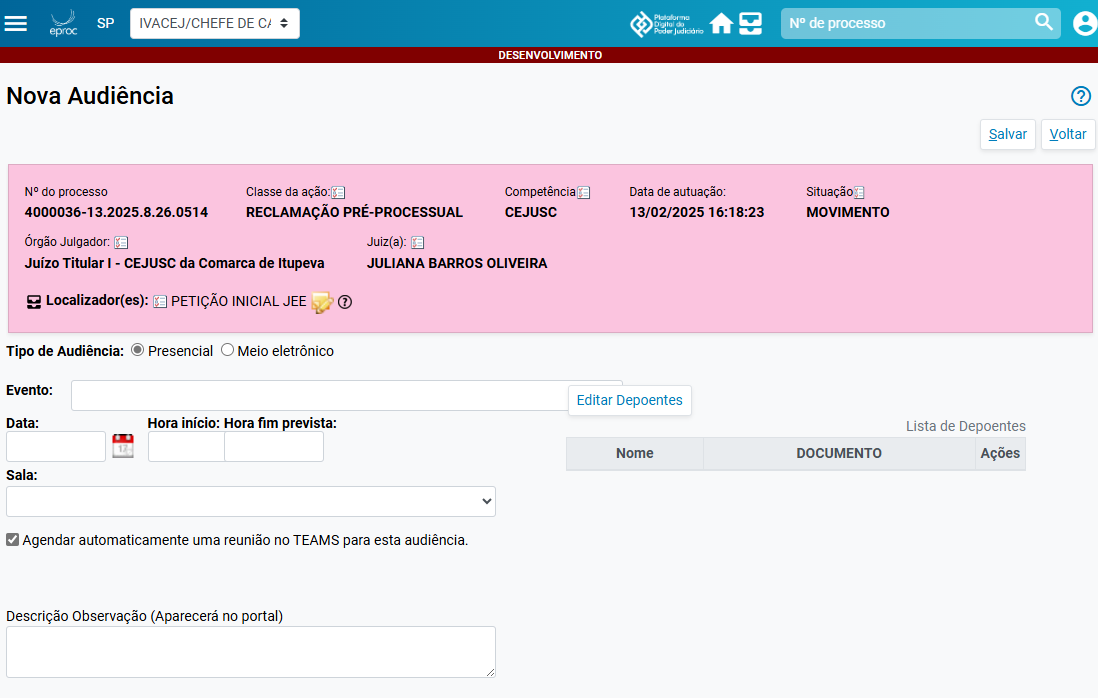 eproc
SP
IVACEJ/CHEFE DE CA
Plataforma
Digital do
Poder Judiciário
Nº de processo
DESENVOLVIMENTO
Nova Audiência
Salvar Voltar
Nº do processo Classe da ação: Competência Data de autuação: Situação
4000036-13.2025.8.26.0514 RECLAMAÇÃO PRÉ-PROCESSUAL CEJUSC 13/02/2025 16:18:23 MOVIMENTO
Órgão Julgador: Juiz(a):
Juízo Titular I - CEJUSC da Comarca de Itupeva JULIANA BARROS OLIVEIRA
Localizador(es): PETIÇÃO INICIAL JEE
Tipo de Audiência: Presencial Meio eletrônico
Evento:
Editar Depoentes
Data: Hora início: Hora fim prevista:
Lista de Depoentes
Nome DOCUMENTO Ações
Sala:
Agendar automaticamente uma reunião no TEAMS para esta audiência.
Descrição Observação (Aparecerá no portal)